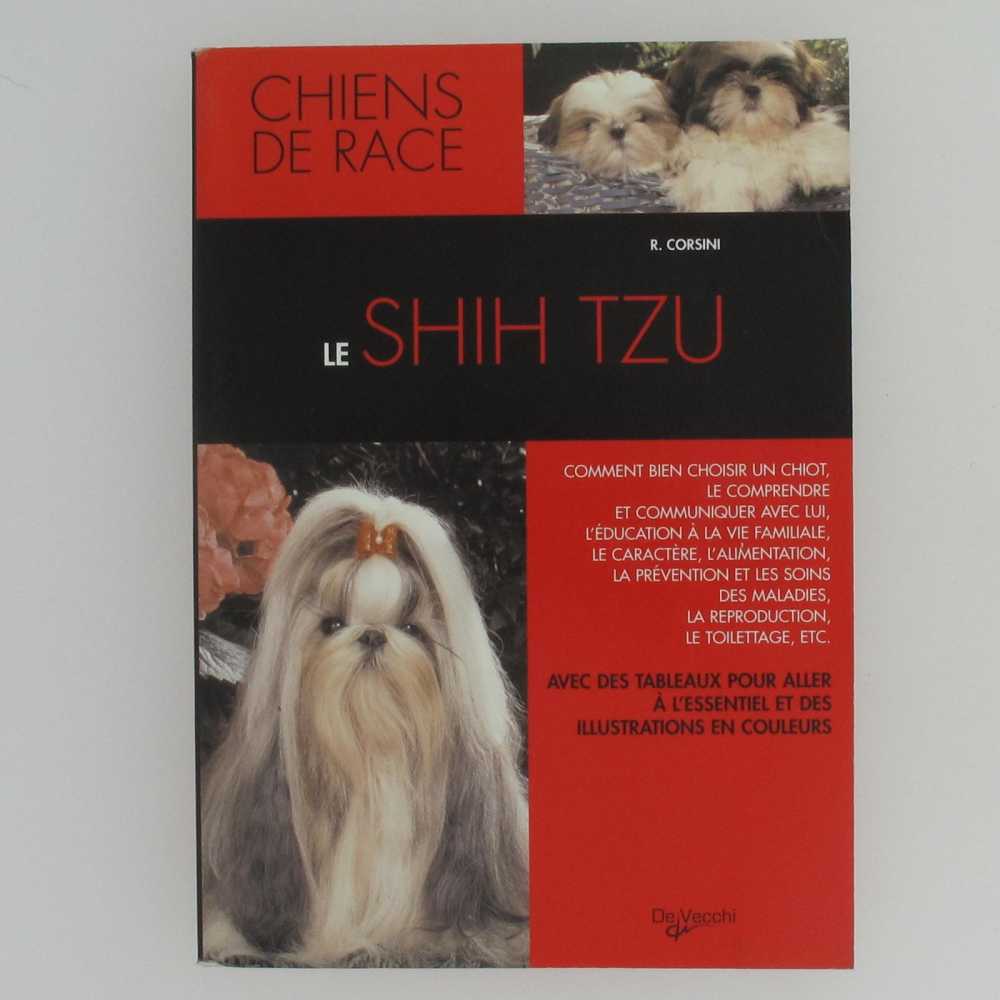 CHIENS
DE RACE
R. CORSINI
LE SHIH TZU
COMMENT BIEN CHOISIR UN CHIOT,
LE COMPRENDRE
ET COMMUNIQUER AVEC LUI,
L'ÉDUCATION À LA VIE FAMILIALE,
LE CARACTÈRE, L'ALIMENTATION,
LA PRÉVENTION ET LES SOINS
DES MALADIES,
LA REPRODUCTION,
LE TOILETTAGE, ETC.
AVEC DES TABLEAUX POUR ALLER
À L'ESSENTIEL ET DES
ILLUSTRATIONS EN COULEURS
De Vecchi